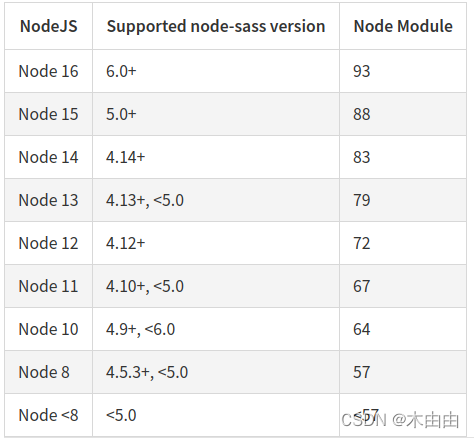 NodeJS Supported node-sass version Node Module
Node 16 6.0+ 93
Node 15 5.0+ 88
Node 14 4.14+ 83
Node 13 4.13+, <5.0 79
Node 12 4.12+ 72
Node 11 4.10+, <5.0 67
Node 10 4.9+, <6.0 64
Node 8 4.5.3+, <5.0 57
Node <8 <5.0 <57
CSDN @木由由